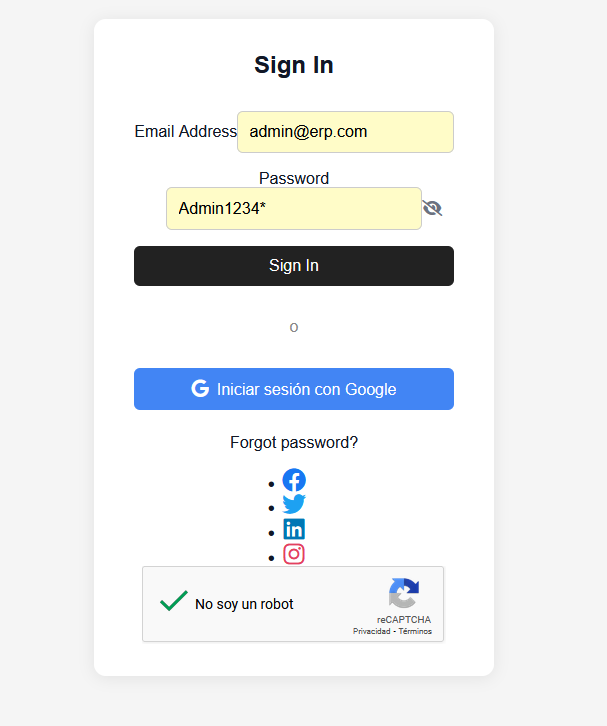 Sign In
Email Address admin@erp.com
Password
Admin1234*
Sign In
o
Iniciar sesión con Google
Forgot password?
No soy un robot
reCAPTCHA
Privacidad - Términos